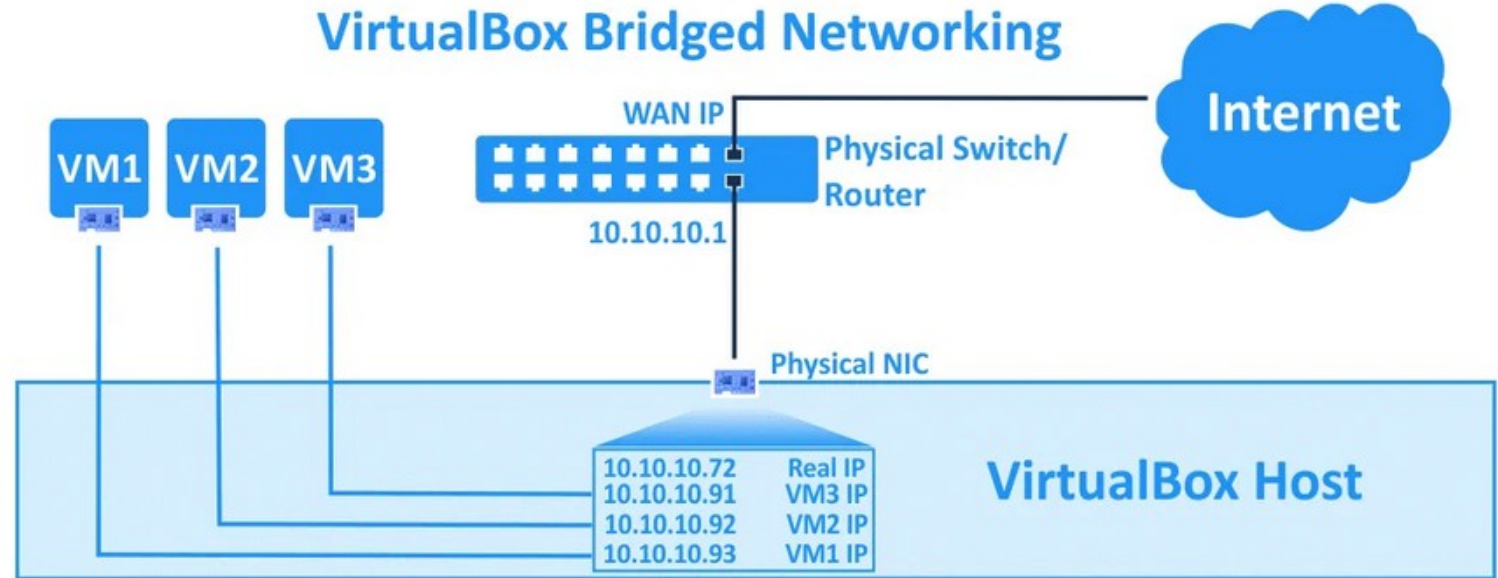 VirtualBox Bridged Networking
Internet
WAN IP
VM1
VM2
VM3
Physical Switch/
Router
10.10.10.1
Physical NIC
10.10.10.72 Real IP
10.10.10.91 VM3 IP
10.10.10.92 VM2 IP
10.10.10.93 VM1 IP
VirtualBox Host